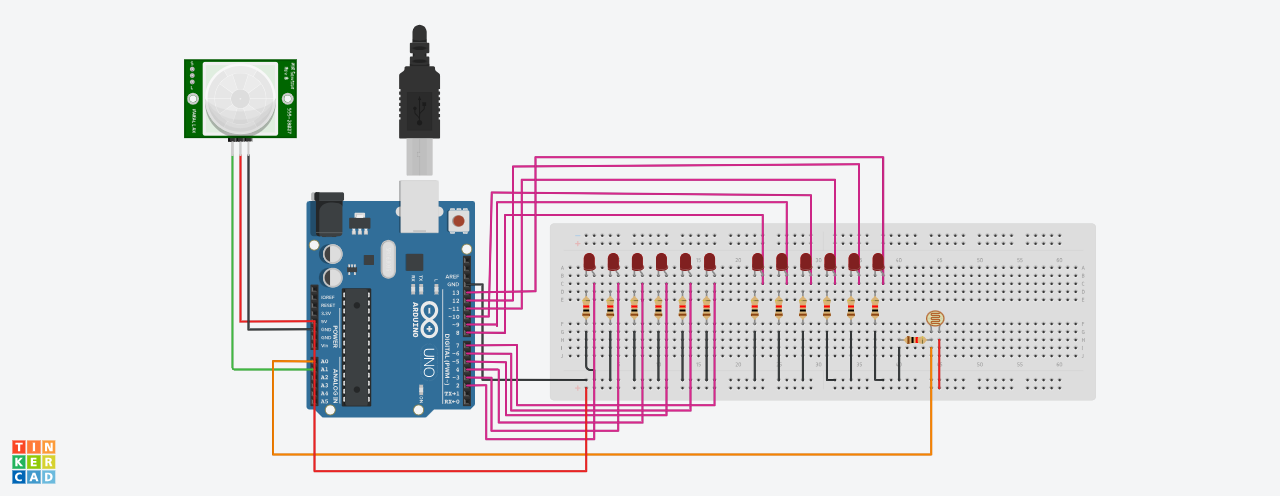 PARALLAX
555-28027
Rev B
AREF
GND
13
12
~11
~10
~9
8
7
~6
~5
4
~3
2
TX→1
RX←0
DIGITAL (PWM~)
IOREF
RESET
3.3V
5V
GND
GND
Vin
POWER
A0
A1
A2
A3
A4
A5
ANALOG IN
RX
TX
L
ON
ARDUINO
UNO
TIN
KER
CAD